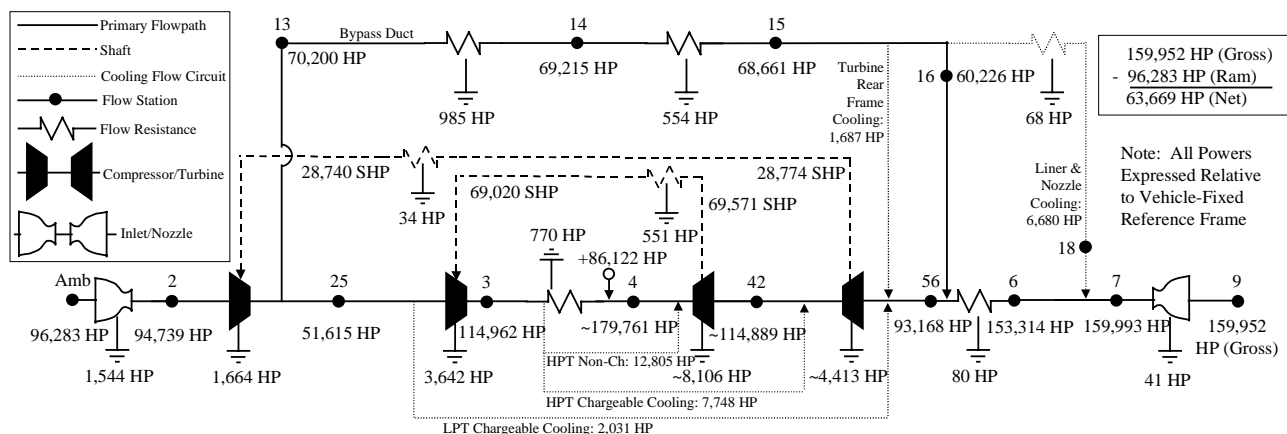 Primary Flowpath
Shaft
Cooling Flow Circuit
Flow Station
Flow Resistance
Compressor/Turbine
Inlet/Nozzle
13
70,200 HP
Bypass Duct
985 HP
14
69,215 HP
554 HP
15
68,661 HP
Turbine
Rear
Frame
Cooling:
1,687 HP
16
60,226 HP
68 HP
159,952 HP (Gross)
- 96,283 HP (Ram)
63,669 HP (Net)
Note: All Powers
Expressed Relative
to Vehicle-Fixed
Reference Frame
Liner &
Nozzle
Cooling:
6,680 HP
18
28,740 SHP
34 HP
28,774 SHP
69,020 SHP
551 HP
69,571 SHP
770 HP
+86,122 HP
Amb
96,283 HP
1,544 HP
2
94,739 HP
1,664 HP
25
51,615 HP
3,642 HP
3
114,962 HP
4
~179,761 HP
~8,106 HP
42
~114,889 HP
~4,413 HP
56
93,168 HP
80 HP
6
153,314 HP
7
159,993 HP
41 HP
9
159,952
HP (Gross)
HPT Non-Ch: 12,805 HP
HPT Chargeable Cooling: 7,748 HP
LPT Chargeable Cooling: 2,031 HP